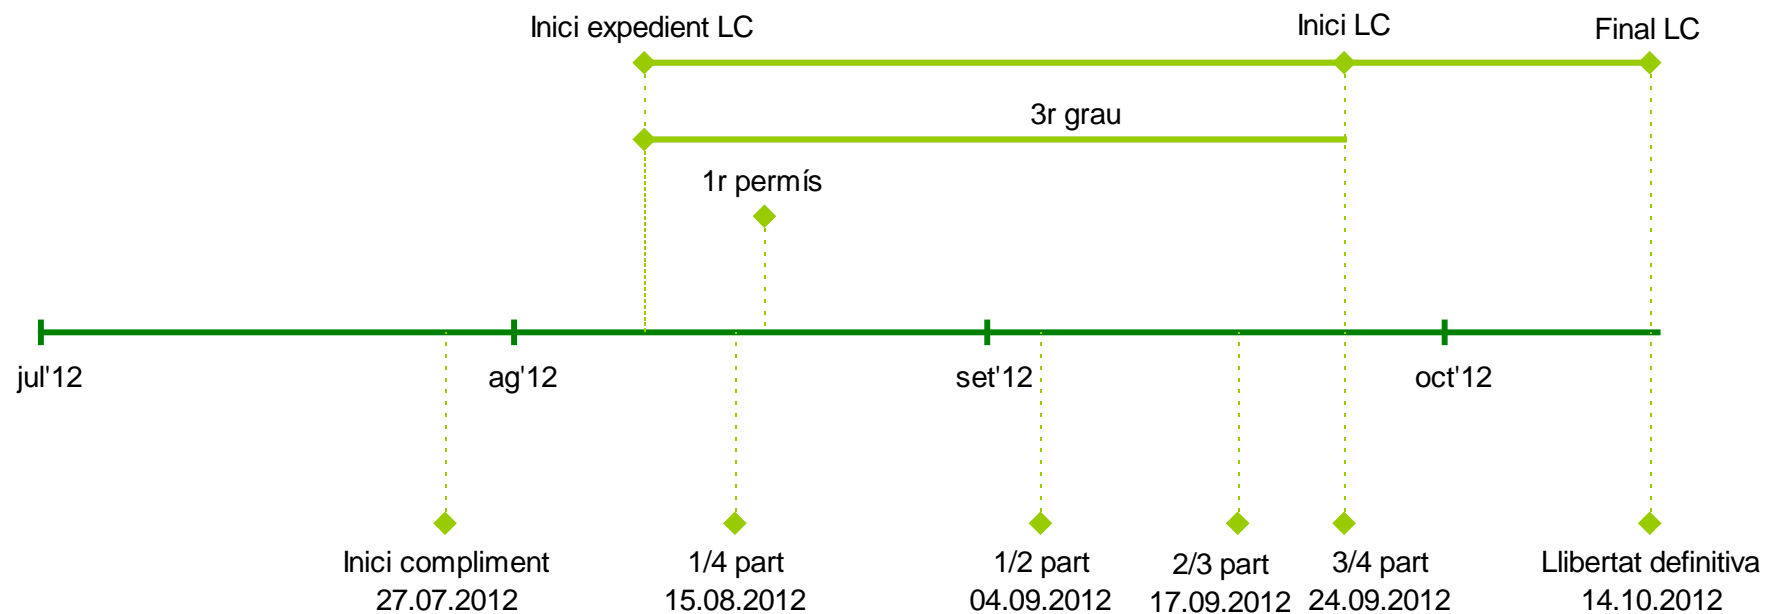 Inici expedient LC
Inici LC
Final LC
3r grau
1r permís
jul'12
ag'12
set'12
oct'12
Inici compliment
27.07.2012
1/4 part
15.08.2012
1/2 part
04.09.2012
2/3 part
17.09.2012
3/4 part
24.09.2012
Llibertat definitiva
14.10.2012